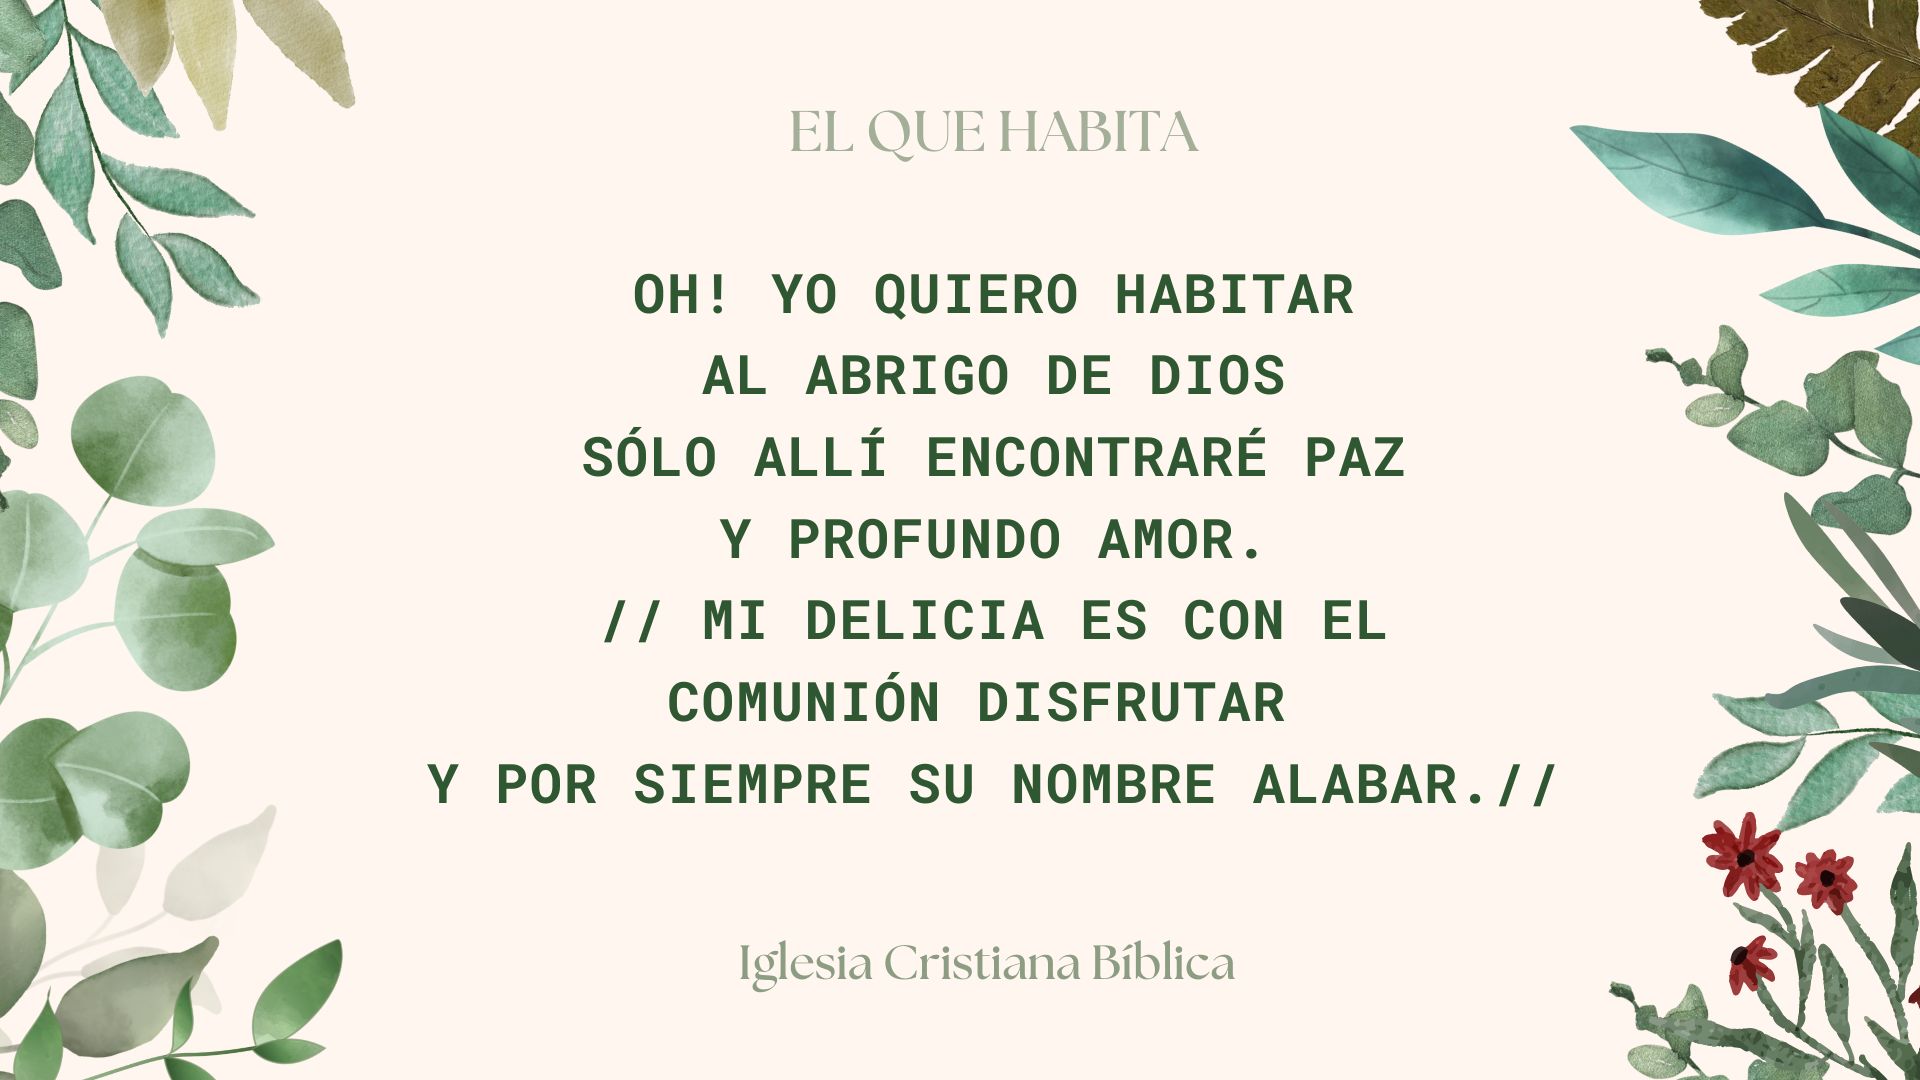 EL QUE HABITA
OH! YO QUIERO HABITAR
AL ABRIGO DE DIOS
SÓLO ALLÍ ENCONTRARÉ PAZ
Y PROFUNDO AMOR.
// MI DELICIA ES CON EL
COMUNIÓN DISFRUTAR
Y POR SIEMPRE SU NOMBRE ALABAR.//
Iglesia Cristiana Bíblica